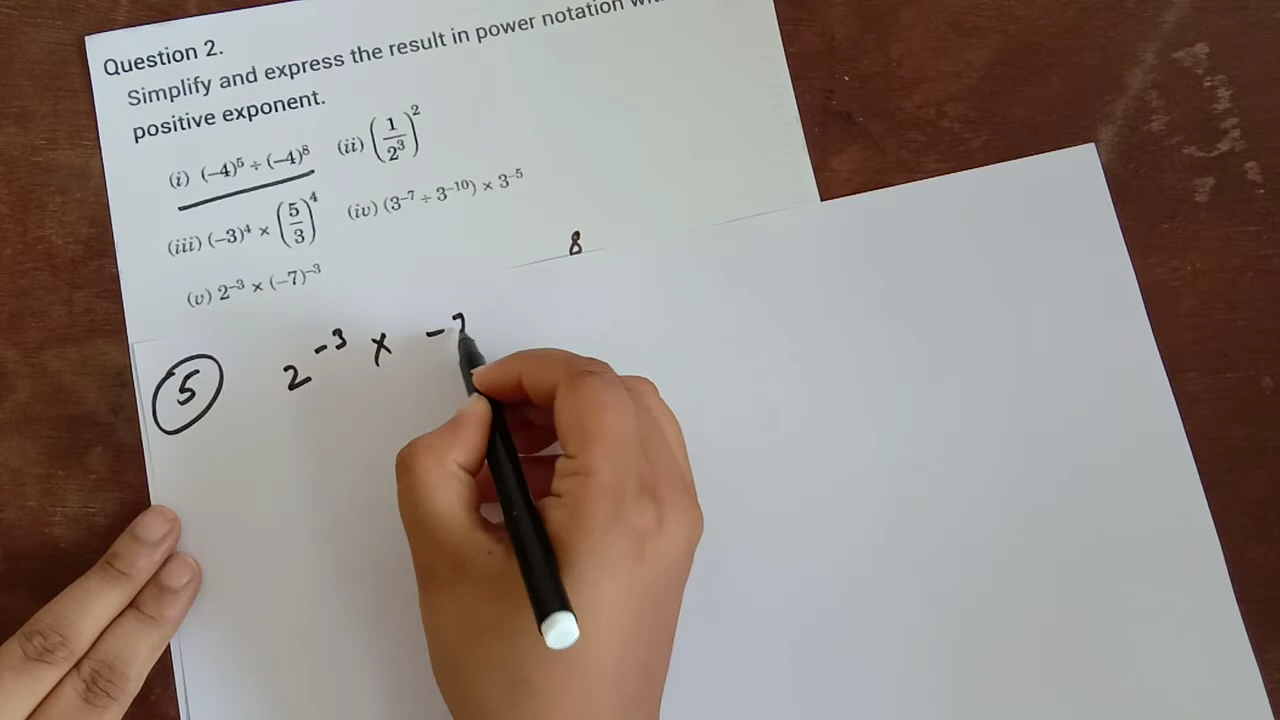 Question 2.
Simplify and express the result in power notation
positive exponent.
(i) (−4)⁵ ÷ (−4)⁸ (ii) (1/2³)²
(iii) (−3)⁴ × (5/3)⁴ (iv) (3⁻⁷ ÷ 3⁻¹⁰) × 3⁻⁵
(v) 2⁻³ × (−7)⁻³
8
5 2⁻³ × −7